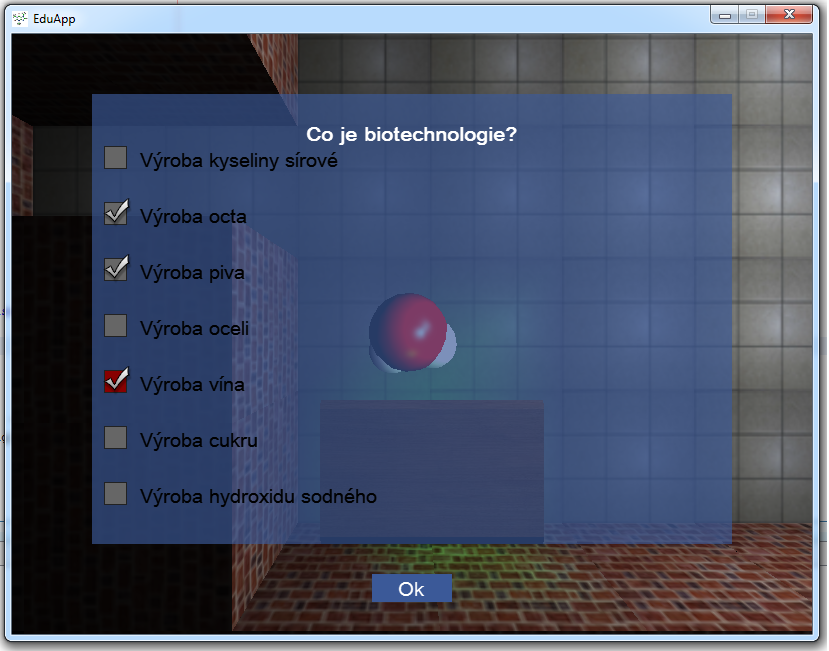 EduApp
Co je biotechnologie?
Výroba kyseliny sírové
Výroba octa
Výroba piva
Výroba oceli
Výroba vína
Výroba cukru
Výroba hydroxidu sodného
Ok